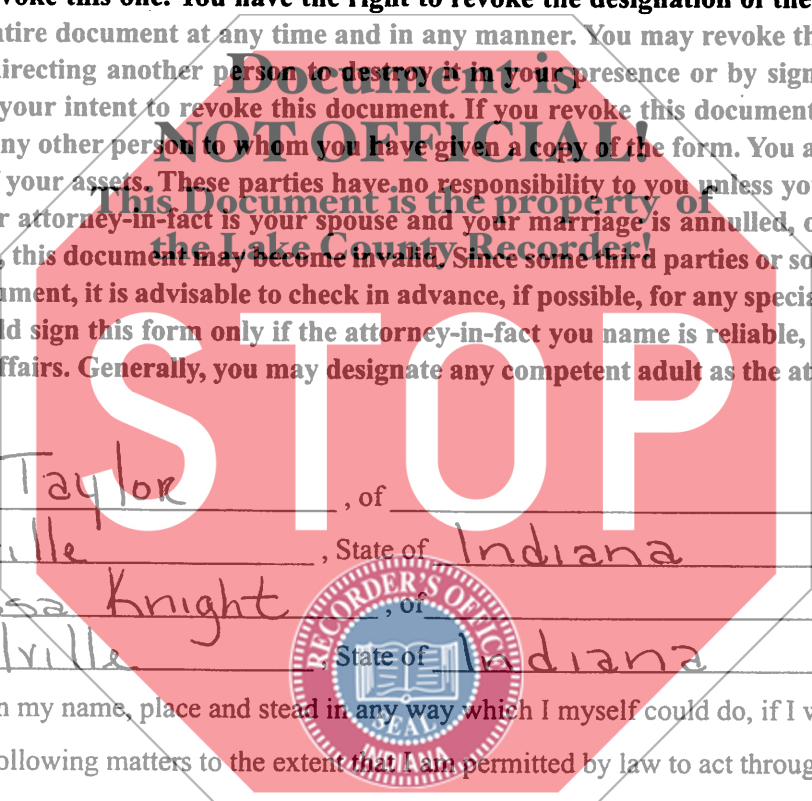 voke this one. You have the right to revoke the designation of the
ntire document at any time and in any manner. You may revoke th
directing another person to destroy it in your presence or by sign
your intent to revoke this document. If you revoke this document
ny other person to whom you have given a copy of the form. You a
f your assets. These parties have no responsibility to you unless yo
r attorney-in-fact is your spouse and your marriage is annulled, o
, this document may become invalid. Since some third parties or so
ument, it is advisable to check in advance, if possible, for any specia
ld sign this form only if the attorney-in-fact you name is reliable,
ffairs. Generally, you may designate any competent adult as the at
Document is
NOT OFFICIAL!
This Document is the property of
the Lake County Recorder!
STOP
Taylor , of
ille , State of Indiana
sa Knight , of
lville , State of Indiana
RECORDER'S OFFICE
SEAL
INDIANA
n my name, place and stead in any way which I myself could do, if I w
ollowing matters to the extent that I am permitted by law to act throug